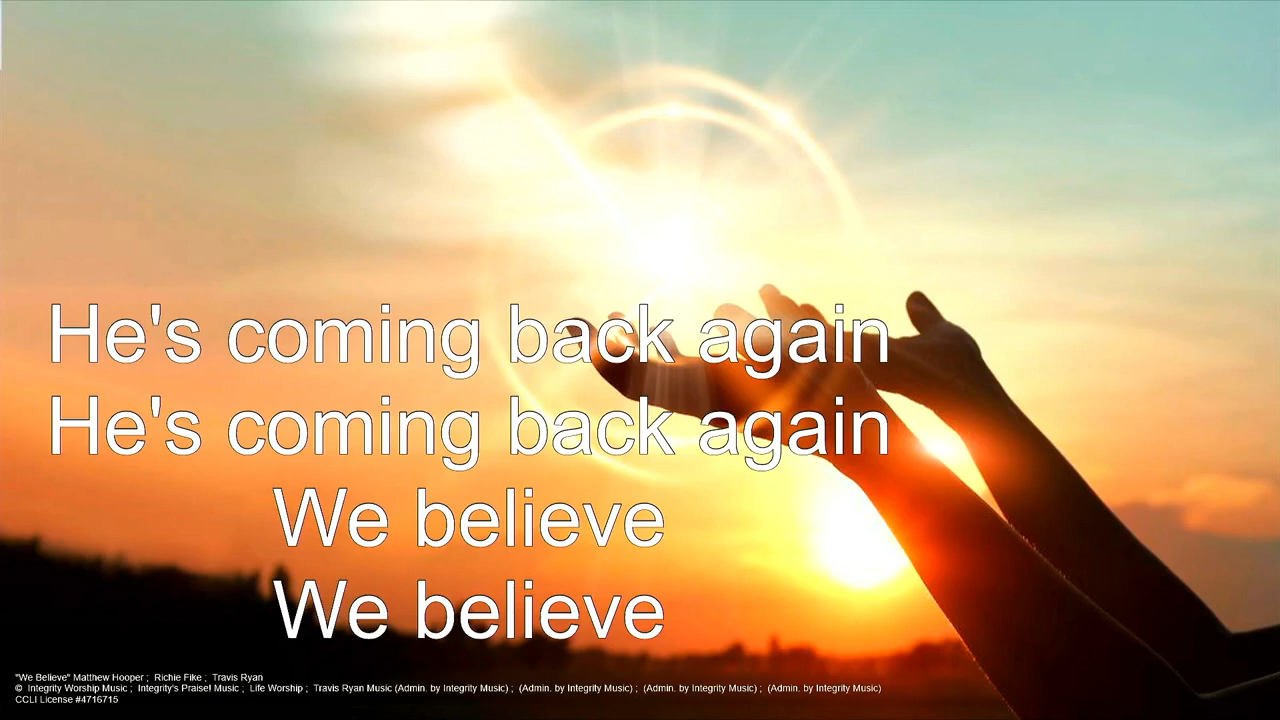 He's coming back again
He's coming back again
We believe
We believe
"We Believe" Matthew Hooper ; Richie Fike ; Travis Ryan
© Integrity Worship Music ; Integrity's Praise! Music ; Life Worship ; Travis Ryan Music (Admin. by Integrity Music) ; (Admin. by Integrity Music) ; (Admin. by Integrity Music) ; (Admin. by Integrity Music)
CCLI License #4716715